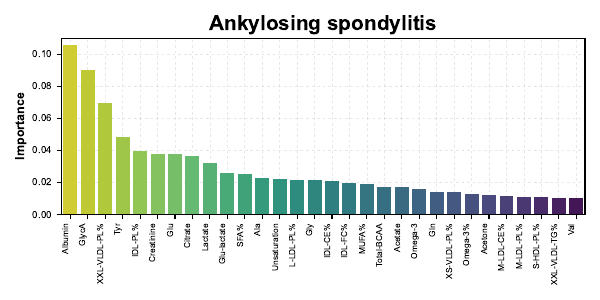 Ankylosing spondylitis
Importance
0.10
0.08
0.06
0.04
0.02
0.00
Albumin
GlycA
XXL-VLDL-PL%
Tyr
IDL-PL%
Creatinine
Glu
Citrate
Lactate
Glu-lactate
SFA%
Ala
Unsaturation
L-LDL-PL%
Gly
IDL-CE%
IDL-FC%
MUFA%
Total-BCAA
Acetate
Omega-3
Gln
XS-VLDL-PL%
Omega-3%
Acetone
M-LDL-CE%
M-LDL-PL%
S-HDL-PL%
XXL-VLDL-TG%
Val